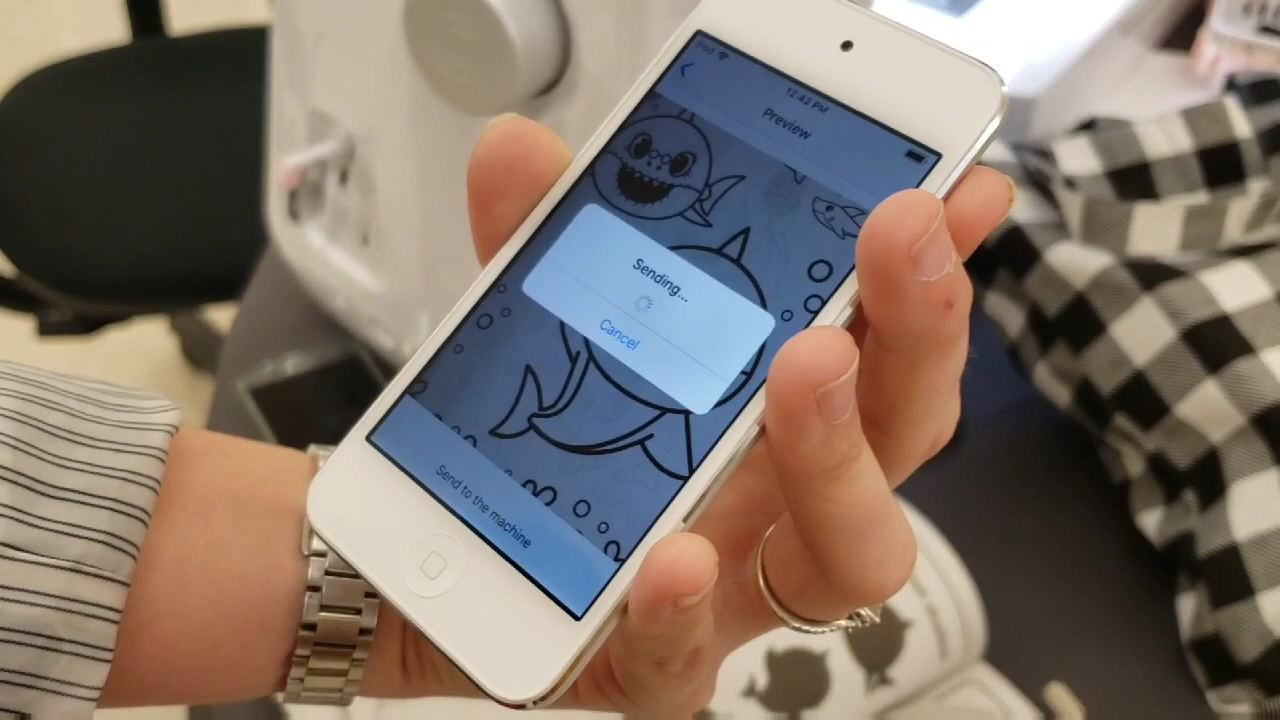 iPod
12:42 PM
Preview
Sending...
Cancel
Send to the machine